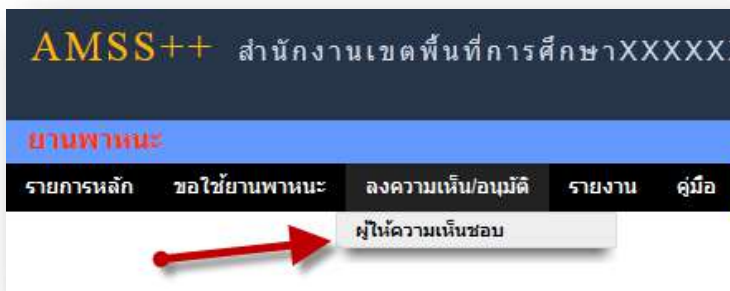 AMSS++ สำนักงานเขตพื้นที่การศึกษาXXXXX
ยานพาหนะ
รายการหลัก ขอใช้ยานพาหนะ ลงความเห็น/อนุมัติ รายงาน คู่มือ
ผู้ให้ความเห็นชอบ